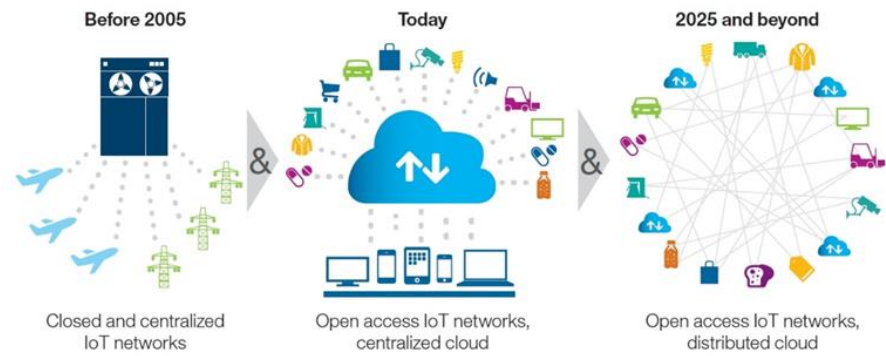 Before 2005
Today
2025 and beyond
&
&
Closed and centralized
IoT networks
Open access IoT networks,
centralized cloud
Open access IoT networks,
distributed cloud